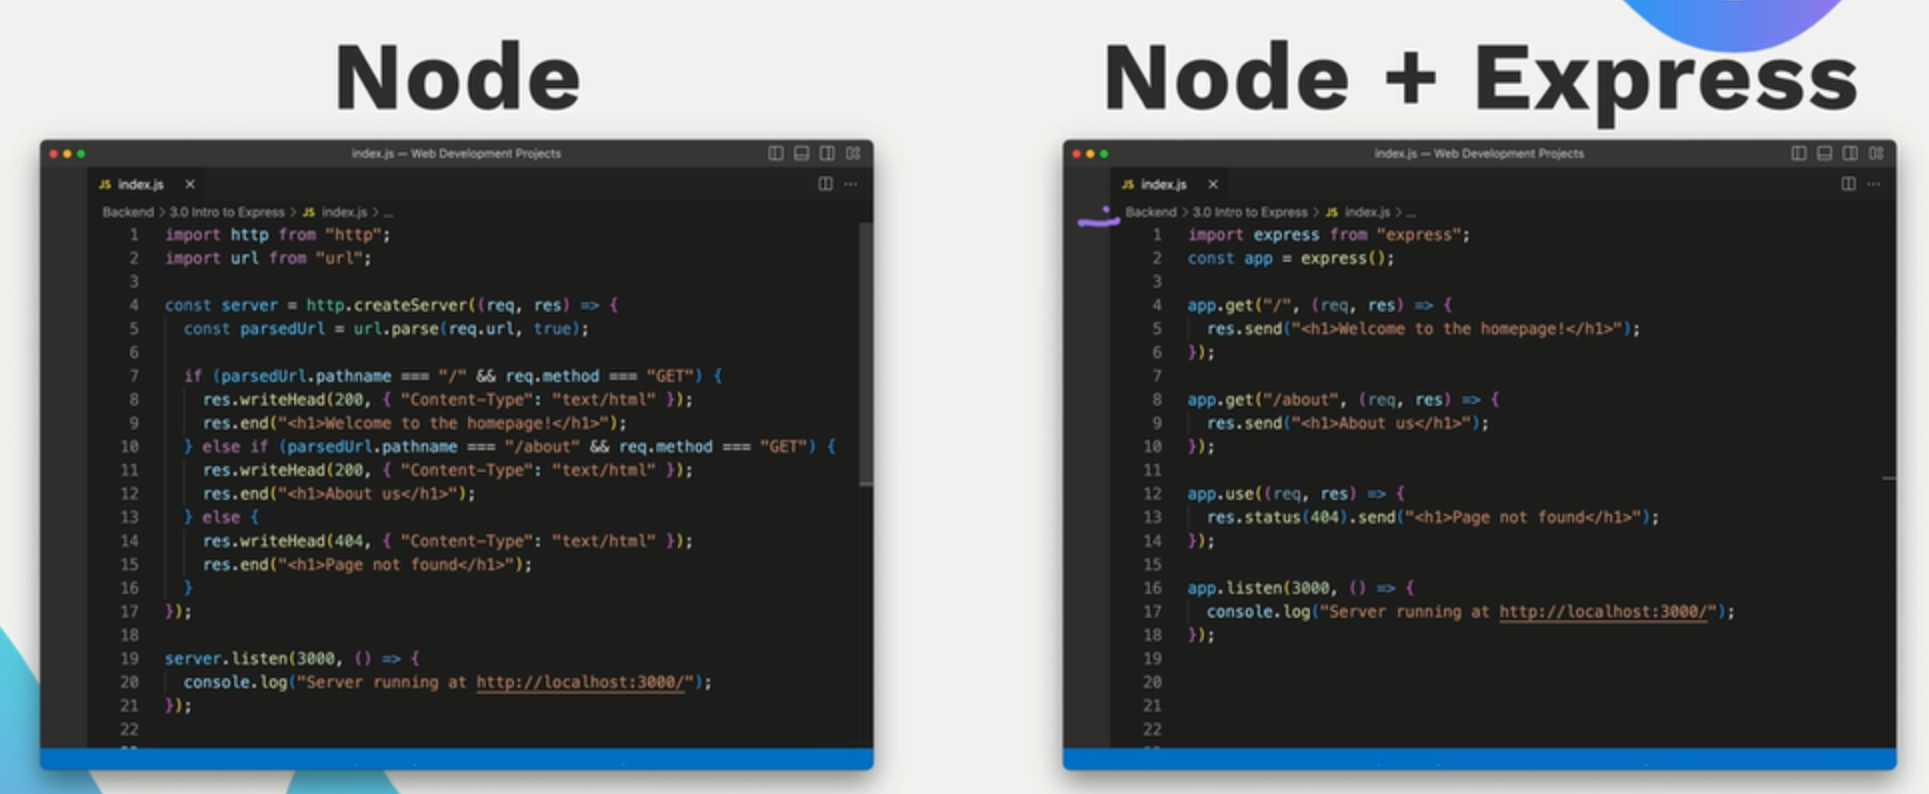 Node
index.js — Web Development Projects
JS index.js ×
Backend > 3.0 Intro to Express > JS index.js > ...
1 import http from "http";
2 import url from "url";
3
4 const server = http.createServer((req, res) => {
5   const parsedUrl = url.parse(req.url, true);
6
7   if (parsedUrl.pathname === "/" && req.method === "GET") {
8     res.writeHead(200, { "Content-Type": "text/html" });
9     res.end("<h1>Welcome to the homepage!</h1>");
10   } else if (parsedUrl.pathname === "/about" && req.method === "GET") {
11     res.writeHead(200, { "Content-Type": "text/html" });
12     res.end("<h1>About us</h1>");
13   } else {
14     res.writeHead(404, { "Content-Type": "text/html" });
15     res.end("<h1>Page not found</h1>");
16   }
17 });
18
19 server.listen(3000, () => {
20   console.log("Server running at http://localhost:3000/");
21 });
22
Node + Express
index.js — Web Development Projects
JS index.js ×
Backend > 3.0 Intro to Express > JS index.js > ...
1 import express from "express";
2 const app = express();
3
4 app.get("/", (req, res) => {
5   res.send("<h1>Welcome to the homepage!</h1>");
6 });
7
8 app.get("/about", (req, res) => {
9   res.send("<h1>About us</h1>");
10 });
11
12 app.use((req, res) => {
13   res.status(404).send("<h1>Page not found</h1>");
14 });
15
16 app.listen(3000, () => {
17   console.log("Server running at http://localhost:3000/");
18 });
19
20
21
22